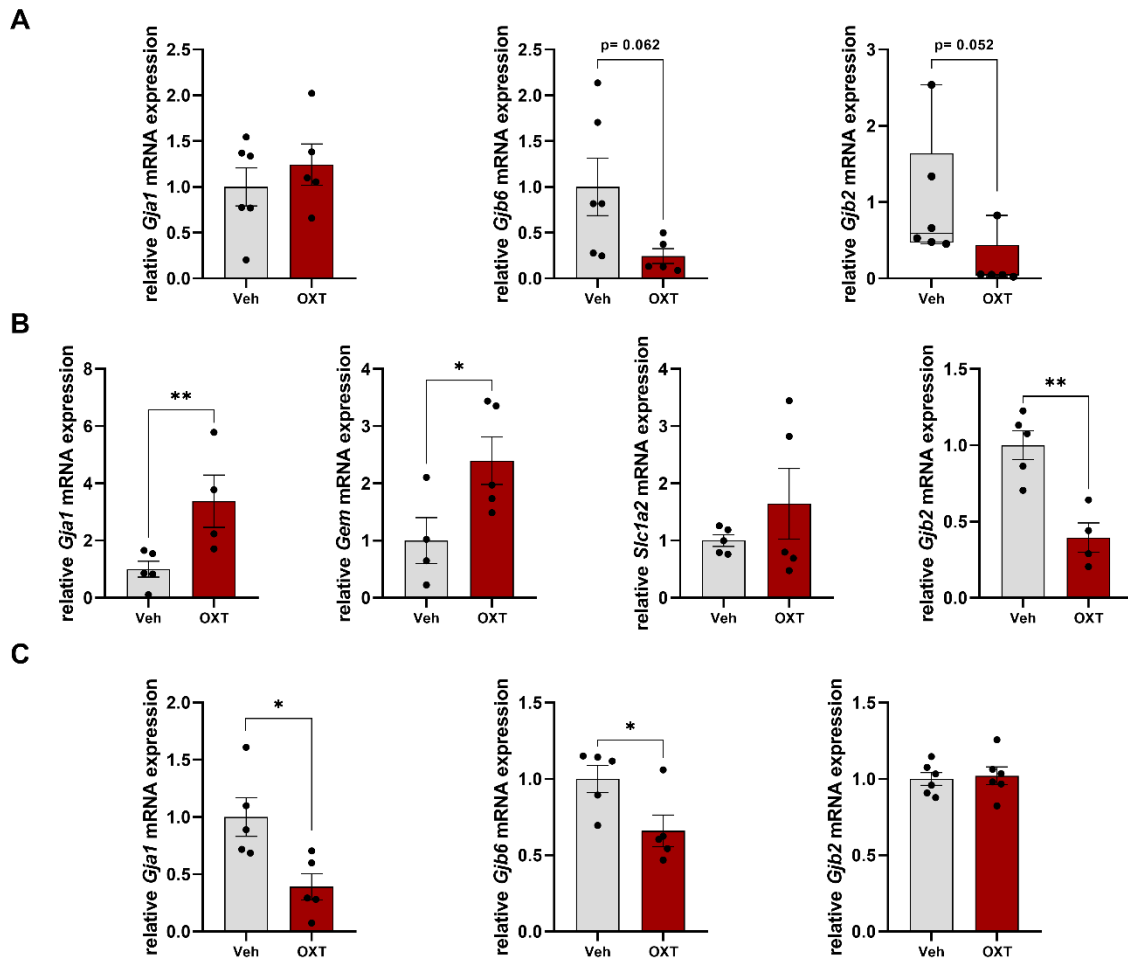 A
relative Gja1 mRNA expression
2.5
2.0
1.5
1.0
0.5
0.0
Veh
OXT
relative Gjb6 mRNA expression
2.5
2.0
1.5
1.0
0.5
0.0
p= 0.062
Veh
OXT
relative Gjb2 mRNA expression
3
2
1
0
p= 0.052
Veh
OXT
B
relative Gja1 mRNA expression
8
6
4
2
0
**
Veh
OXT
relative Gem mRNA expression
4
3
2
1
0
*
Veh
OXT
relative Slc1a2 mRNA expression
4
3
2
1
0
Veh
OXT
relative Gjb2 mRNA expression
1.5
1.0
0.5
0.0
**
Veh
OXT
C
relative Gja1 mRNA expression
2.0
1.5
1.0
0.5
0.0
*
Veh
OXT
relative Gjb6 mRNA expression
1.5
1.0
0.5
0.0
*
Veh
OXT
relative Gjb2 mRNA expression
1.5
1.0
0.5
0.0
Veh
OXT